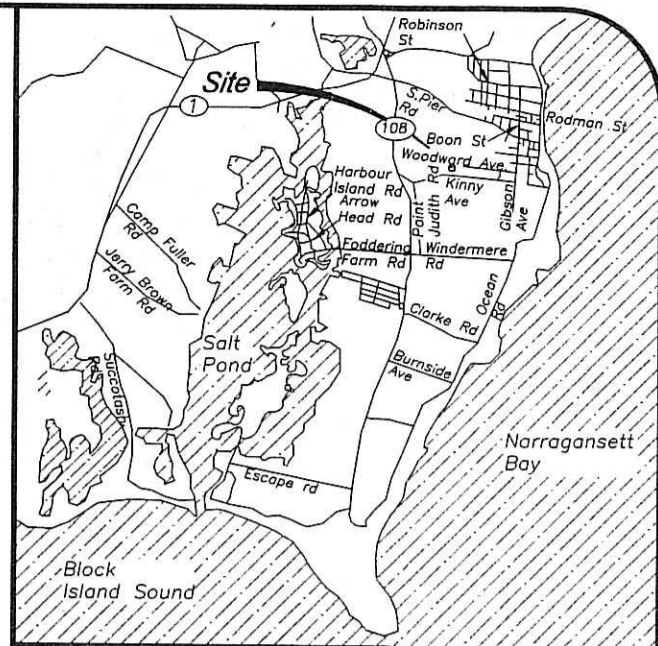 Robinson
St
Site
1
S. Pier
Rd
108
Rodman St
Boon St
Woodward Ave
Harbour
Island Rd
Arrow
Head Rd
Kinny
Ave
Point
Judith
Rd
Gibson
Ave
Camp Fuller
Rd
Jerry Brown
Farm Rd
Foddering
Farm Rd
Windermere
Rd
Ocean
Rd
Clarke Rd
Salt
Pond
Burnside
Ave
Succotash
Rd
Narragansett
Bay
Escape rd
Block
Island Sound